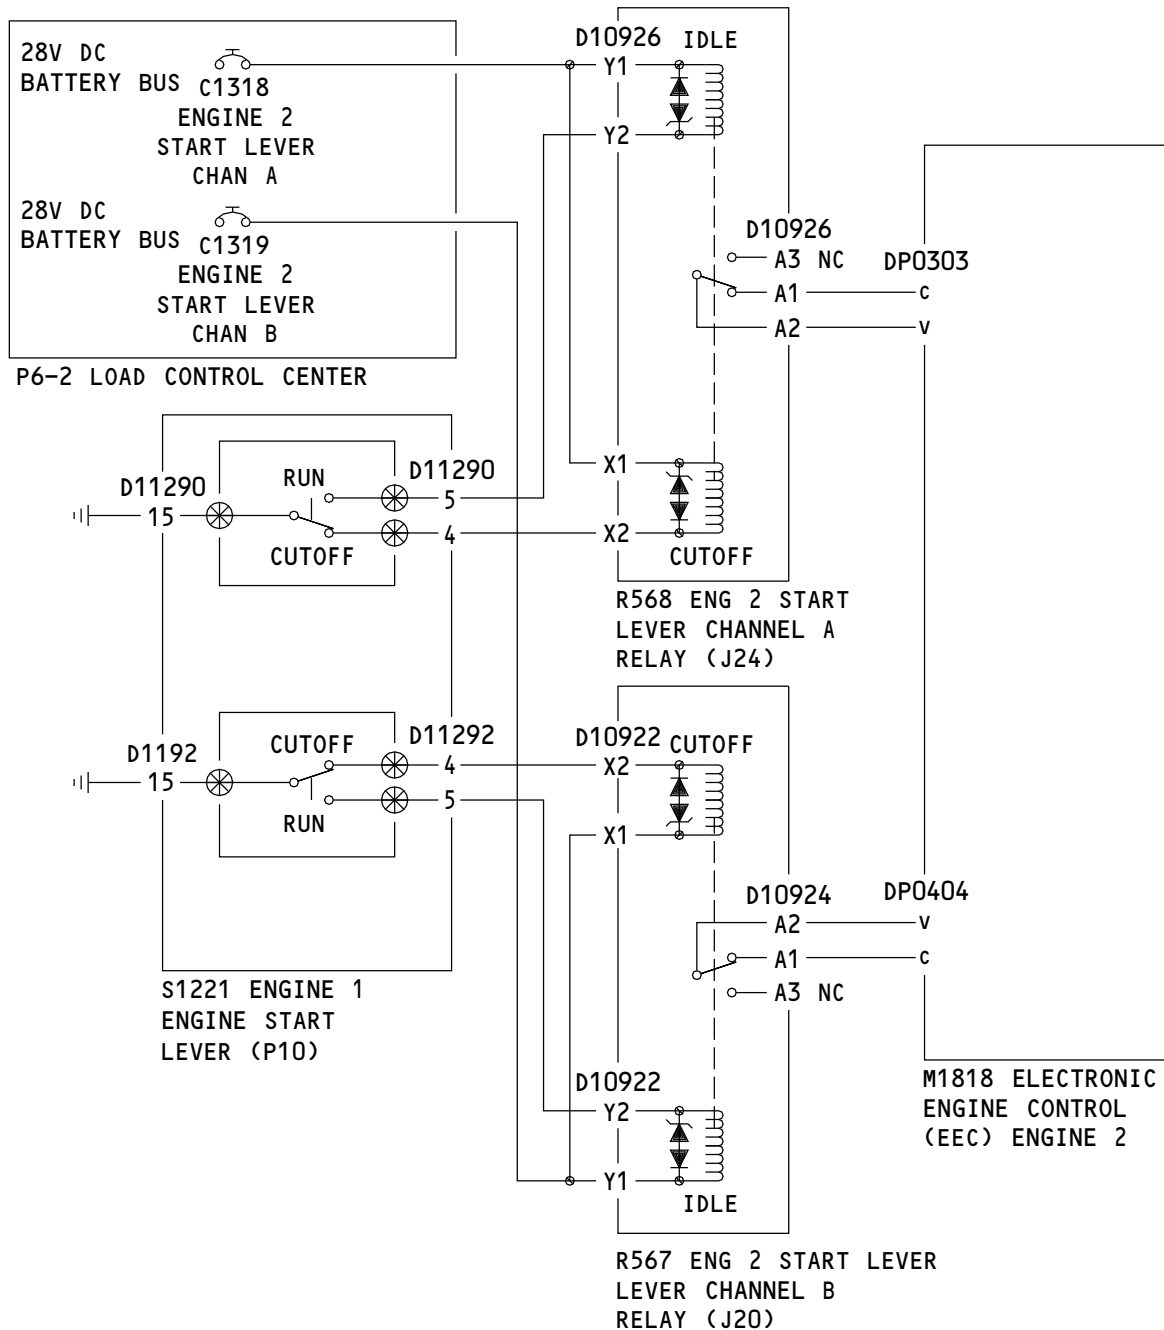 28V DC
BATTERY BUS
C1318
ENGINE 2
START LEVER
CHAN A
28V DC
BATTERY BUS
C1319
ENGINE 2
START LEVER
CHAN B
P6-2 LOAD CONTROL CENTER
D10926
IDLE
Y1
Y2
D10926
A3 NC
A1
A2
DP0303
C
V
X1
X2
CUTOFF
R568 ENG 2 START
LEVER CHANNEL A
RELAY (J24)
D11290
15
RUN
CUTOFF
D11290
5
4
D1192
15
CUTOFF
RUN
D11292
4
5
S1221 ENGINE 1
ENGINE START
LEVER (P10)
D10922
CUTOFF
X2
X1
D10924
A2
A1
A3 NC
DP0404
V
C
D10922
Y2
Y1
IDLE
R567 ENG 2 START LEVER
LEVER CHANNEL B
RELAY (J20)
M1818 ELECTRONIC
ENGINE CONTROL
(EEC) ENGINE 2